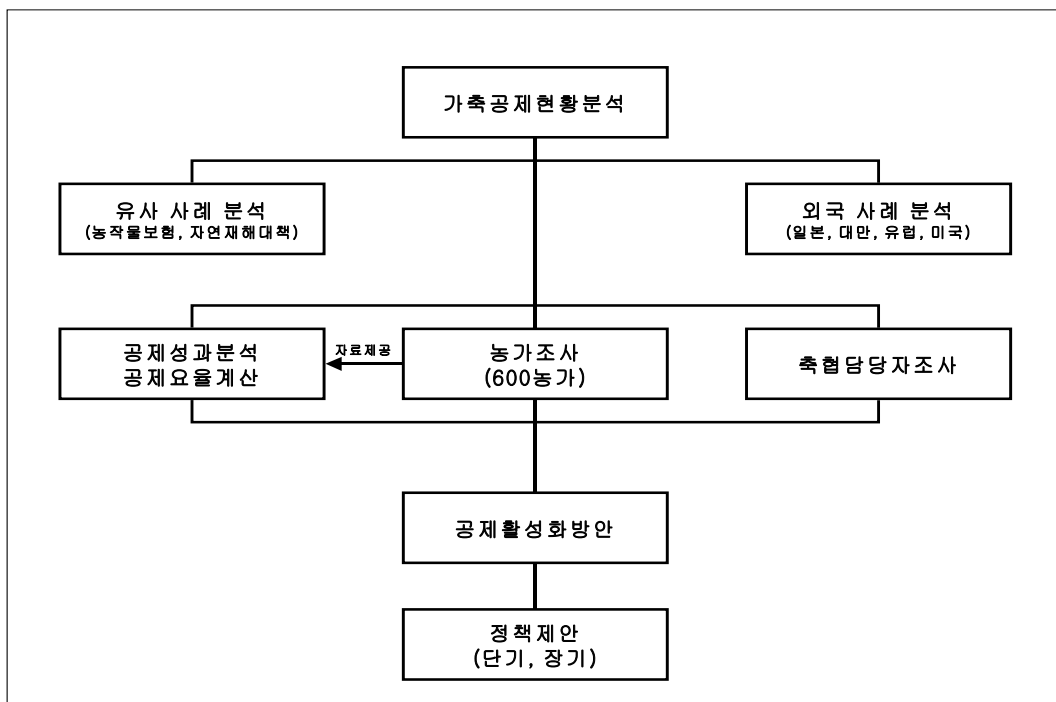 가축공제현황분석
유사 사례 분석
(농작물보험, 자연재해대책)
외국 사례 분석
(일본, 대만, 유럽, 미국)
공제성과분석
공제요율계산
자료제공
농가조사
(600농가)
축협담당자조사
공제활성화방안
정책제안
(단기, 장기)